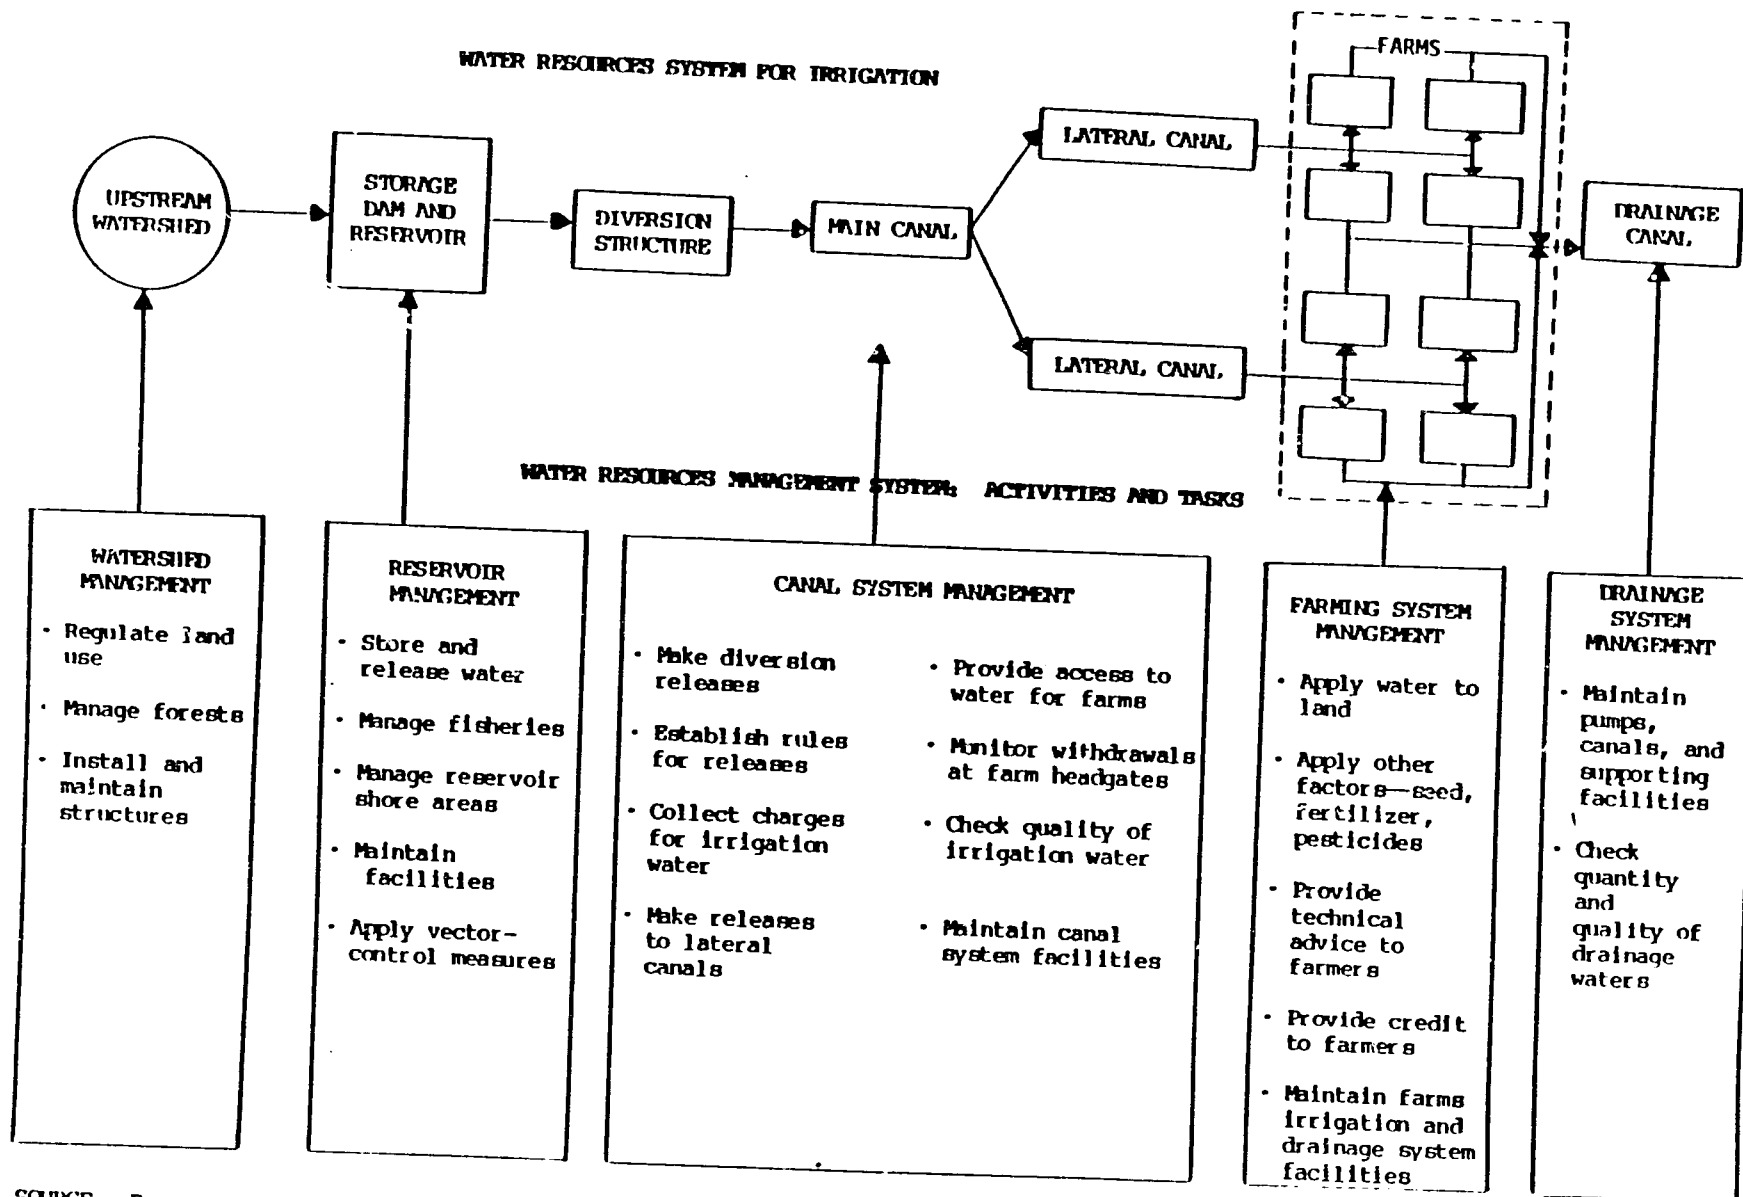 WATER RESOURCES SYSTEM FOR IRRIGATION
FARMS
UPSTREAM
WATERSHED
STORAGE
DAM AND
RESERVOIR
DIVERSION
STRUCTURE
MAIN CANAL
LATERAL CANAL
LATERAL CANAL
DRAINAGE
CANAL
WATER RESOURCES MANAGEMENT SYSTEM: ACTIVITIES AND TASKS
WATERSHED
MANAGEMENT
· Regulate land
use
· Manage forests
· Install and
maintain
structures
RESERVOIR
MANAGEMENT
· Store and
release water
· Manage fisheries
· Manage reservoir
shore areas
· Maintain
facilities
· Apply vector-
control measures
CANAL SYSTEM MANAGEMENT
· Make diversion
releases
· Establish rules
for releases
· Collect charges
for irrigation
water
· Make releases
to lateral
canals
· Provide access to
water for farms
· Monitor withdrawals
at farm headgates
· Check quality of
irrigation water
· Maintain canal
system facilities
FARMING SYSTEM
MANAGEMENT
· Apply water to
land
· Apply other
factors—seed,
fertilizer,
pesticides
· Provide
technical
advice to
farmers
· Provide credit
to farmers
· Maintain farms
irrigation and
drainage system
facilities
DRAINAGE
SYSTEM
MANAGEMENT
· Maintain
pumps,
canals, and
supporting
facilities
· Check
quantity
and
quality of
drainage
waters